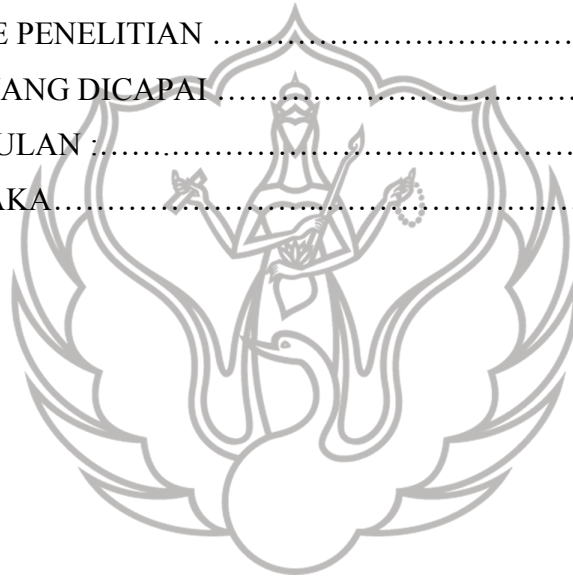 E PENELITIAN ……………………………
ANG DICAPAI ……………………………
ULAN :……..……………………………
AKA……………………………………